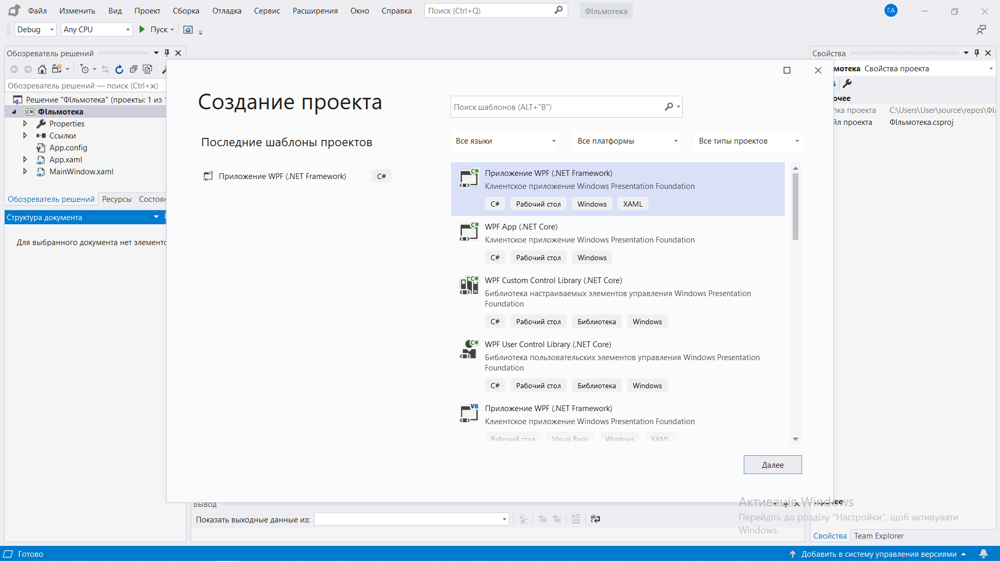 Файл Изменить Вид Проект Сборка Отладка Сервис Расширения Окно Справка Поиск (Ctrl+Q) ФІльмотека ГА
Debug Any CPU Пуск
Обозреватель решений
Обозреватель решений — поиск (Ctrl+ж)
Решение "ФІльмотека" (проекты: 1 из 1
C# ФІльмотека
Properties
Ссылки
App.config
App.xaml
MainWindow.xaml
Обозреватель решений Ресурсы Состоян
Структура документа
Для выбранного документа нет элементо
Создание проекта
Последние шаблоны проектов
Приложение WPF (.NET Framework) C#
Поиск шаблонов (ALT+"B")
Все языки Все платформы Все типы проектов
C# Приложение WPF (.NET Framework)
Клиентское приложение Windows Presentation Foundation
C# Рабочий стол Windows XAML
C# WPF App (.NET Core)
Клиентское приложение Windows Presentation Foundation
C# Рабочий стол Windows
C# WPF Custom Control Library (.NET Core)
Библиотека настраиваемых элементов управления Windows Presentation
Foundation
C# Рабочий стол Библиотека Windows
C# WPF User Control Library (.NET Core)
Библиотека пользовательских элементов управления Windows Presentation
Foundation
C# Рабочий стол Библиотека Windows
VB Приложение WPF (.NET Framework)
Клиентское приложение Windows Presentation Foundation
Рабочий стол Visual Basic Windows XAML
Далее
Свойства
мотека Свойства проекта
очее
пка проекта C:\Users\User\source\repos\ФІл
йл проекта ФІльмотека.csproj
Вывод
Показать выходные данные из:
Активація Windows
Перейдіть до розділу "Настройки", щоб активувати
Windows.
Свойства Team Explorer
Готово Добавить в систему управления версиями